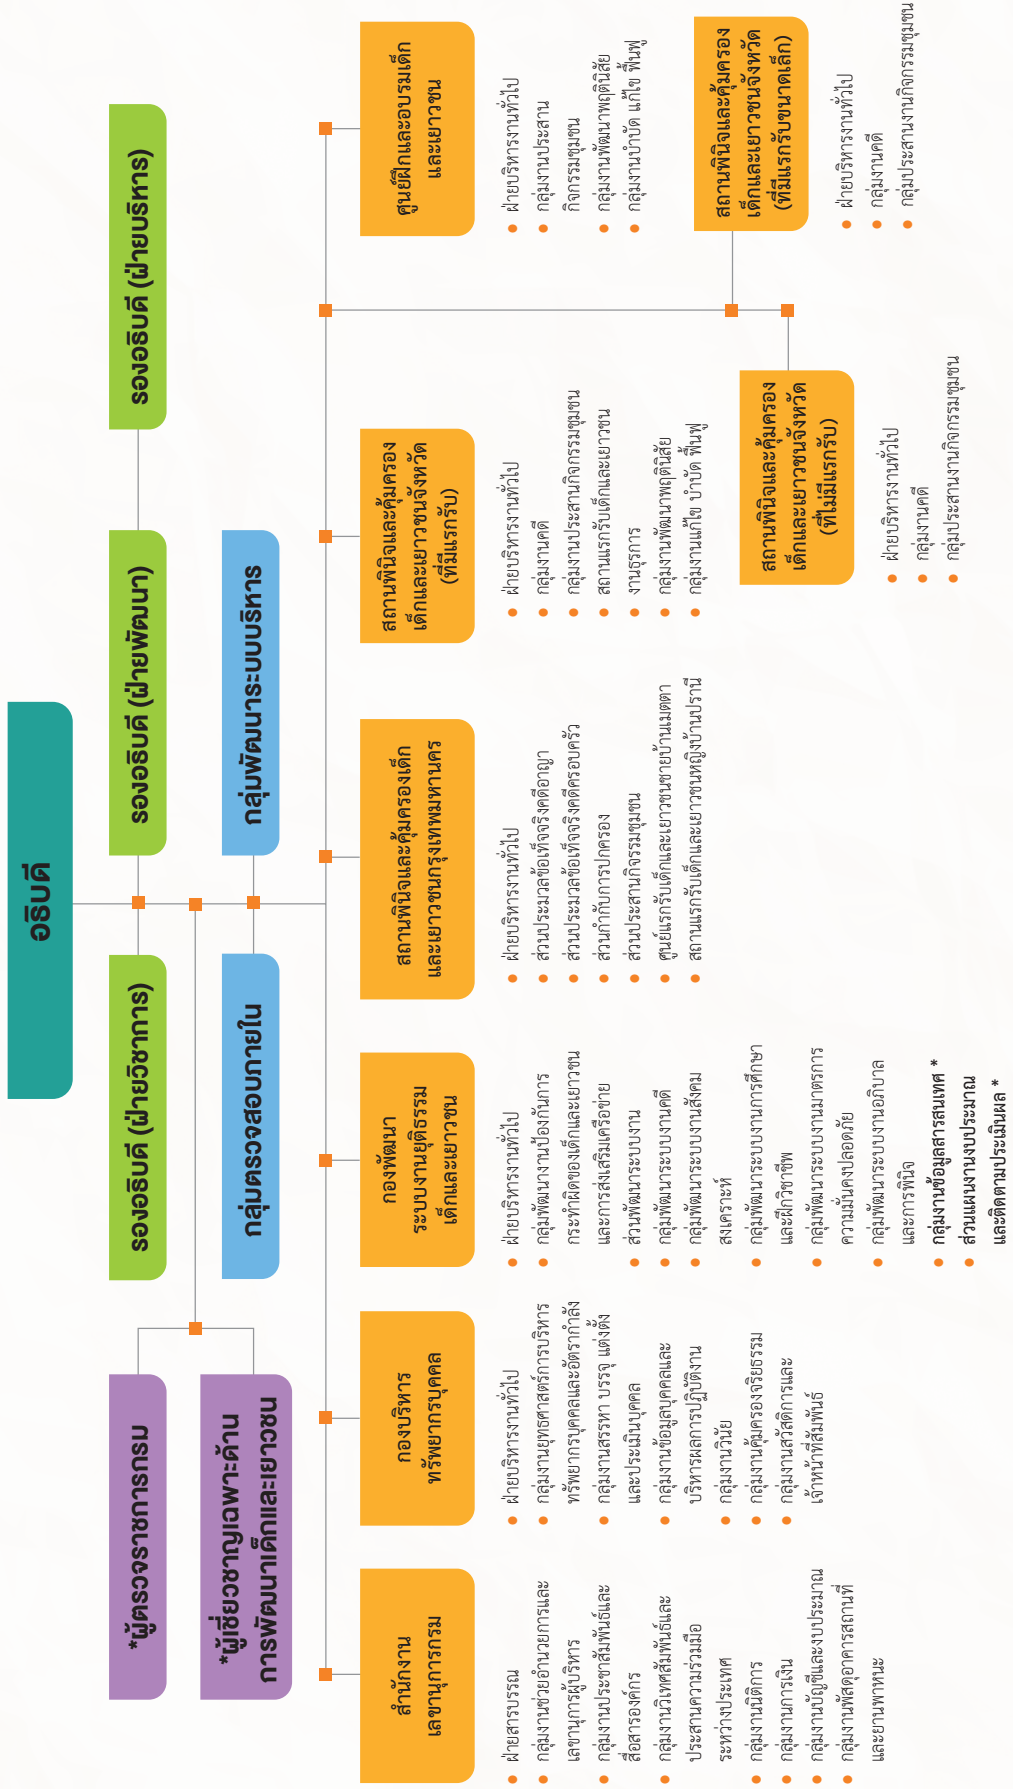 อธิบดี
รองอธิบดี (ฝ่ายวิชาการ)
รองอธิบดี (ฝ่ายพัฒนา)
รองอธิบดี (ฝ่ายบริหาร)
*ผู้ตรวจราชการกรม
*ผู้เชี่ยวชาญเฉพาะด้าน
การพัฒนาเด็กและเยาวชน
กลุ่มตรวจสอบภายใน
กลุ่มพัฒนาระบบบริหาร
สำนักงาน
เลขานุการกรม
ฝ่ายสารบรรณ
กลุ่มงานช่วยอำนวยการและ
เลขานุการผู้บริหาร
กลุ่มงานประชาสัมพันธ์และ
สื่อสารองค์กร
กลุ่มงานวิเทศสัมพันธ์และ
ประสานความร่วมมือ
ระหว่างประเทศ
กลุ่มงานนิติการ
กลุ่มงานการเงิน
กลุ่มงานบัญชีและงบประมาณ
กลุ่มงานพัสดุอาคารสถานที่
และยานพาหนะ
กองบริหาร
ทรัพยากรบุคคล
ฝ่ายบริหารงานทั่วไป
กลุ่มงานยุทธศาสตร์การบริหาร
ทรัพยากรบุคคลและอัตรากำลัง
กลุ่มงานสรรหา บรรจุ แต่งตั้ง
และประเมินบุคคล
กลุ่มงานข้อมูลบุคคลและ
บริหารผลการปฏิบัติงาน
กลุ่มงานวินัย
กลุ่มงานคุ้มครองจริยธรรม
กลุ่มงานสวัสดิการและ
เจ้าหน้าที่สัมพันธ์
กองพัฒนา
ระบบงานยุติธรรม
เด็กและเยาวชน
ฝ่ายบริหารงานทั่วไป
กลุ่มพัฒนางานป้องกันการ
กระทำผิดของเด็กและเยาวชน
และการส่งเสริมเครือข่าย
ส่วนพัฒนาระบบงาน
กลุ่มพัฒนาระบบงานคดี
กลุ่มพัฒนาระบบงานสังคม
สงเคราะห์
กลุ่มพัฒนาระบบงานการศึกษา
และฝึกวิชาชีพ
กลุ่มพัฒนาระบบงานมาตรการ
ความมั่นคงปลอดภัย
กลุ่มพัฒนาระบบงานอภิบาล
และการพินิจ
กลุ่มงานข้อมูลสารสนเทศ *
ส่วนแผนงานงบประมาณ
และติดตามประเมินผล *
สถานพินิจและคุ้มครองเด็ก
และเยาวชนกรุงเทพมหานคร
ฝ่ายบริหารงานทั่วไป
ส่วนประมวลข้อเท็จจริงคดีอาญา
ส่วนประมวลข้อเท็จจริงคดีครอบครัว
ส่วนกำกับการปกครอง
ส่วนประสานกิจกรรมชุมชน
ศูนย์แรกรับเด็กและเยาวชนชายบ้านเมตตา
สถานแรกรับเด็กและเยาวชนหญิงบ้านปรานี
สถานพินิจและคุ้มครอง
เด็กและเยาวชนจังหวัด
(ที่มีแรกรับ)
ฝ่ายบริหารงานทั่วไป
กลุ่มงานคดี
กลุ่มงานประสานกิจกรรมชุมชน
สถานแรกรับเด็กและเยาวชน
งานธุรการ
กลุ่มงานพัฒนาพฤตินิสัย
กลุ่มงานแก้ไข บำบัด ฟื้นฟู
ศูนย์ฝึกและอบรมเด็ก
และเยาวชน
ฝ่ายบริหารงานทั่วไป
กลุ่มงานประสาน
กิจกรรมชุมชน
กลุ่มงานพัฒนาพฤตินิสัย
กลุ่มงานบำบัด แก้ไข ฟื้นฟู
สถานพินิจและคุ้มครอง
เด็กและเยาวชนจังหวัด
(ที่ไม่มีแรกรับ)
ฝ่ายบริหารงานทั่วไป
กลุ่มงานคดี
กลุ่มประสานงานกิจกรรมชุมชน
สถานพินิจและคุ้มครอง
เด็กและเยาวชนจังหวัด
(ที่มีแรกรับขนาดเล็ก)
ฝ่ายบริหารงานทั่วไป
กลุ่มงานคดี
กลุ่มประสานงานกิจกรรมชุมชน